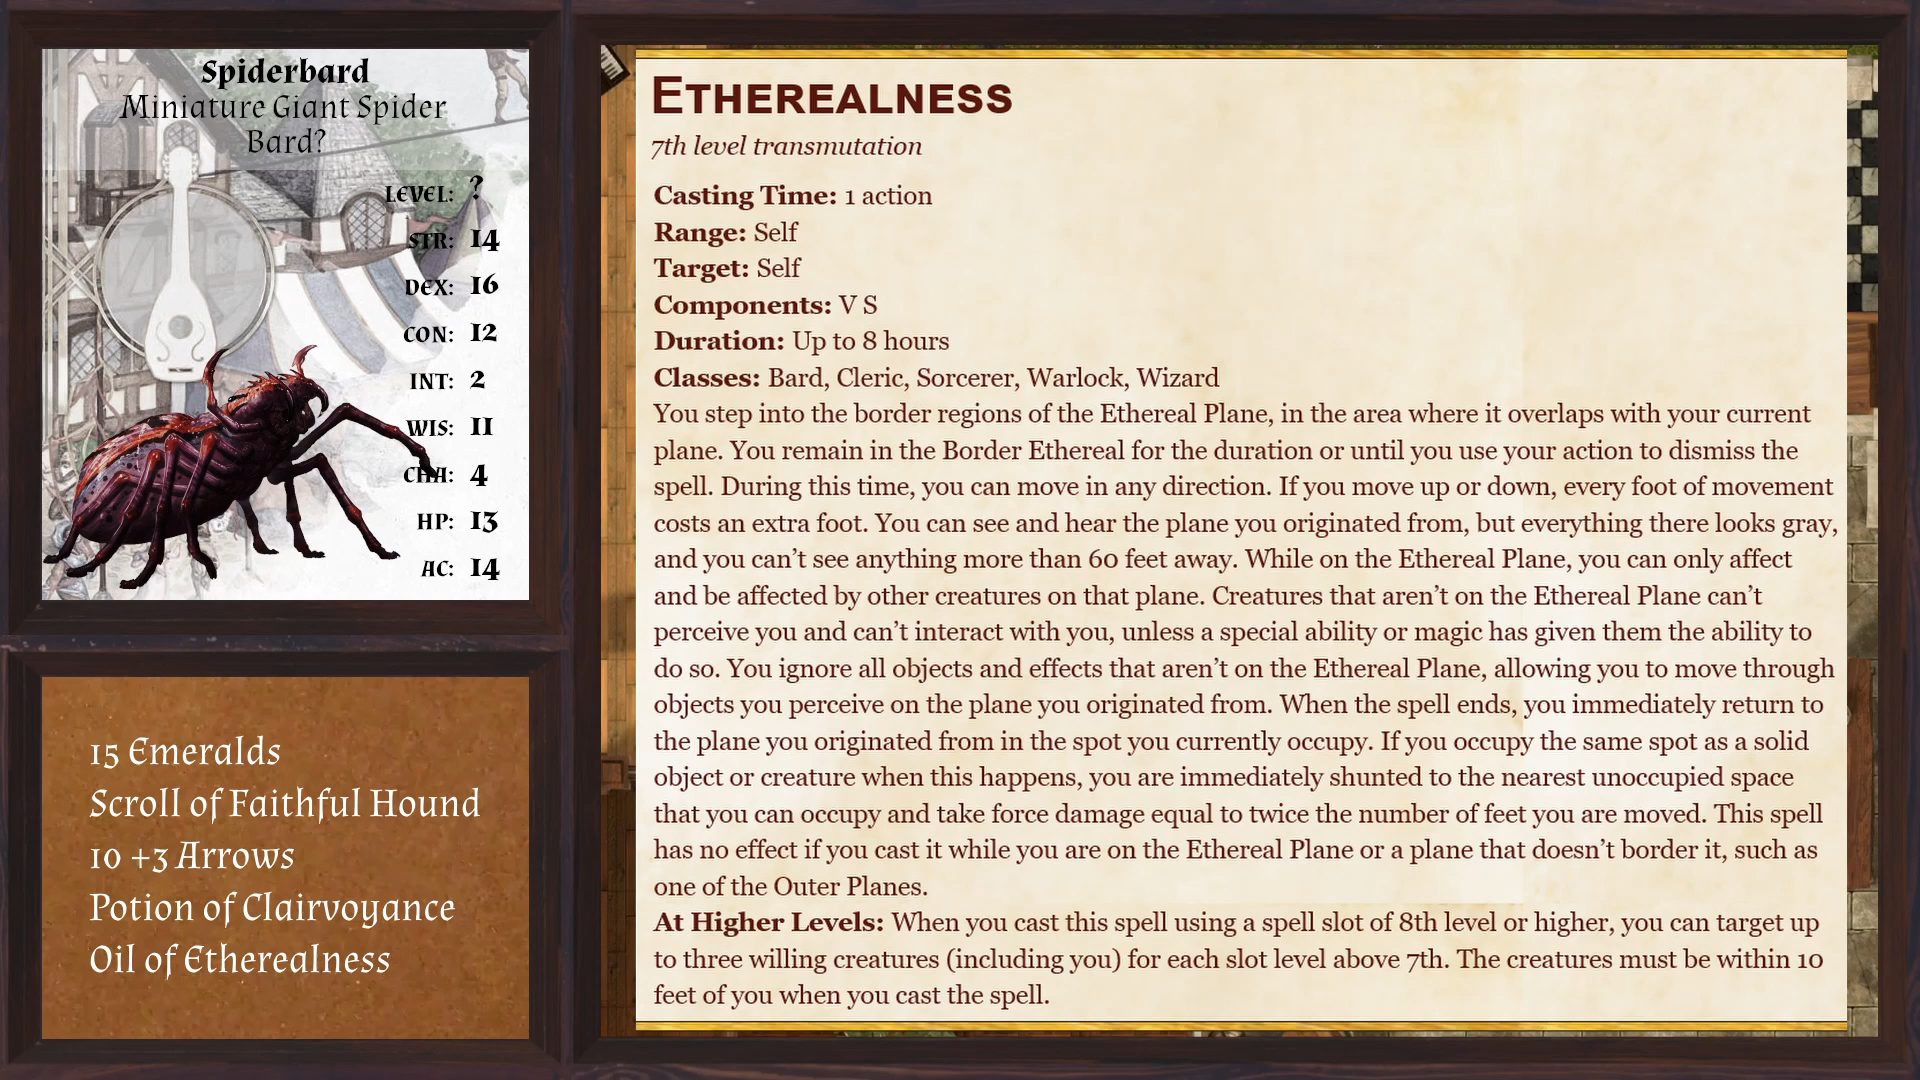 Spiderbard
Miniature Giant Spider
Bard?
LEVEL: ?
STR: 14
DEX: 16
CON: 12
INT: 2
WIS: 11
CHA: 4
HP: 13
AC: 14
15 Emeralds
Scroll of Faithful Hound
10 +3 Arrows
Potion of Clairvoyance
Oil of Etherealness
ETHEREALNESS
7th level transmutation
Casting Time: 1 action
Range: Self
Target: Self
Components: V S
Duration: Up to 8 hours
Classes: Bard, Cleric, Sorcerer, Warlock, Wizard
You step into the border regions of the Ethereal Plane, in the area where it overlaps with your current
plane. You remain in the Border Ethereal for the duration or until you use your action to dismiss the
spell. During this time, you can move in any direction. If you move up or down, every foot of movement
costs an extra foot. You can see and hear the plane you originated from, but everything there looks gray,
and you can’t see anything more than 60 feet away. While on the Ethereal Plane, you can only affect
and be affected by other creatures on that plane. Creatures that aren’t on the Ethereal Plane can’t
perceive you and can’t interact with you, unless a special ability or magic has given them the ability to
do so. You ignore all objects and effects that aren’t on the Ethereal Plane, allowing you to move through
objects you perceive on the plane you originated from. When the spell ends, you immediately return to
the plane you originated from in the spot you currently occupy. If you occupy the same spot as a solid
object or creature when this happens, you are immediately shunted to the nearest unoccupied space
that you can occupy and take force damage equal to twice the number of feet you are moved. This spell
has no effect if you cast it while you are on the Ethereal Plane or a plane that doesn’t border it, such as
one of the Outer Planes.
At Higher Levels: When you cast this spell using a spell slot of 8th level or higher, you can target up
to three willing creatures (including you) for each slot level above 7th. The creatures must be within 10
feet of you when you cast the spell.